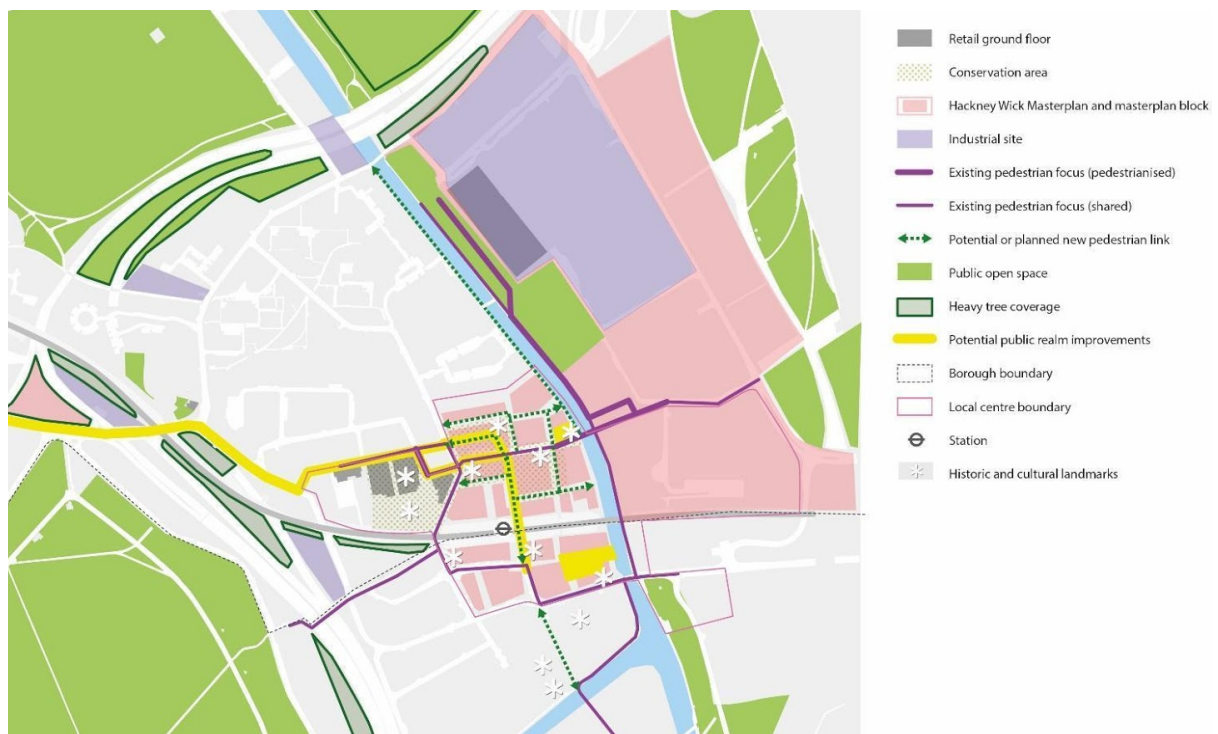 Retail ground floor
Conservation area
Hackney Wick Masterplan and masterplan block
Industrial site
Existing pedestrian focus (pedestrianised)
Existing pedestrian focus (shared)
Potential or planned new pedestrian link
Public open space
Heavy tree coverage
Potential public realm improvements
Borough boundary
Local centre boundary
Station
Historic and cultural landmarks